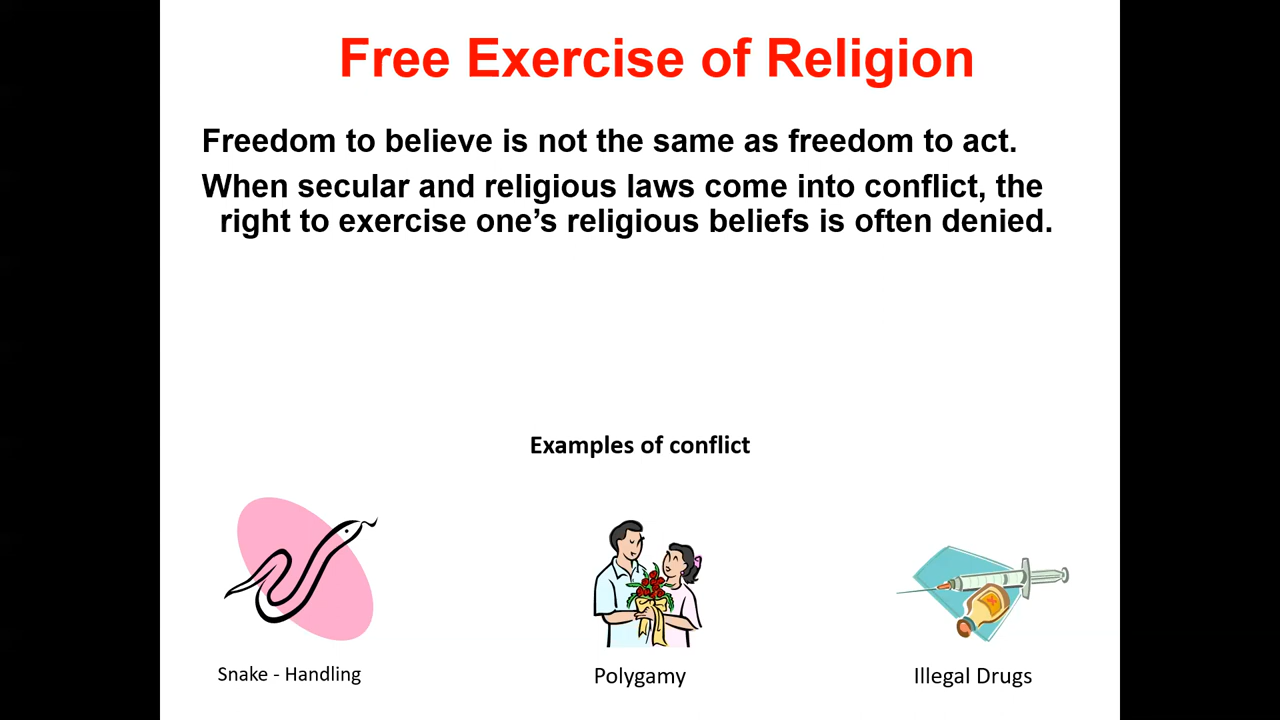 Free Exercise of Religion
Freedom to believe is not the same as freedom to act.
When secular and religious laws come into conflict, the
right to exercise one’s religious beliefs is often denied.
Examples of conflict
Snake - Handling
Polygamy
Illegal Drugs